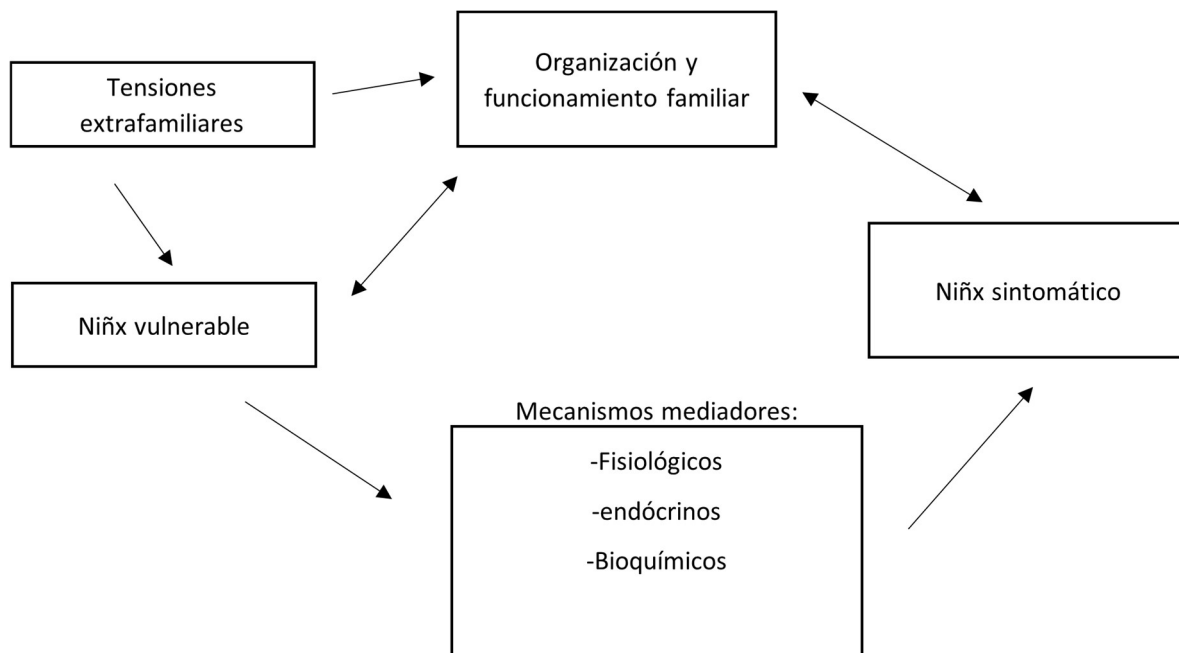 Tensiones
extrafamiliares
Organización y
funcionamiento familiar
Niñx vulnerable
Niñx sintomático
Mecanismos mediadores:
-Fisiológicos
-endócrinos
-Bioquímicos